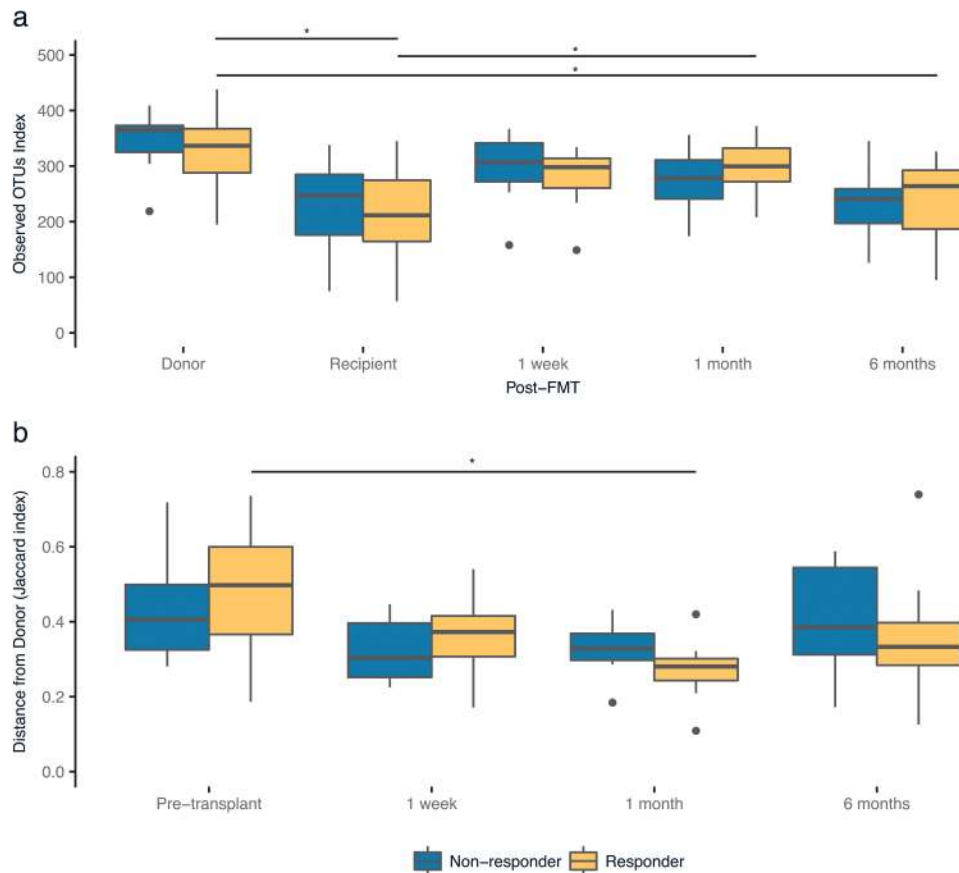 a
Observed OTUs Index
500
400
300
200
100
0
*
*
*
Donor
Recipient
1 week
1 month
6 months
Post−FMT
b
Distance from Donor (Jaccard index)
0.8
0.6
0.4
0.2
0.0
*
Pre−transplant
1 week
1 month
6 months
Non−responder
Responder